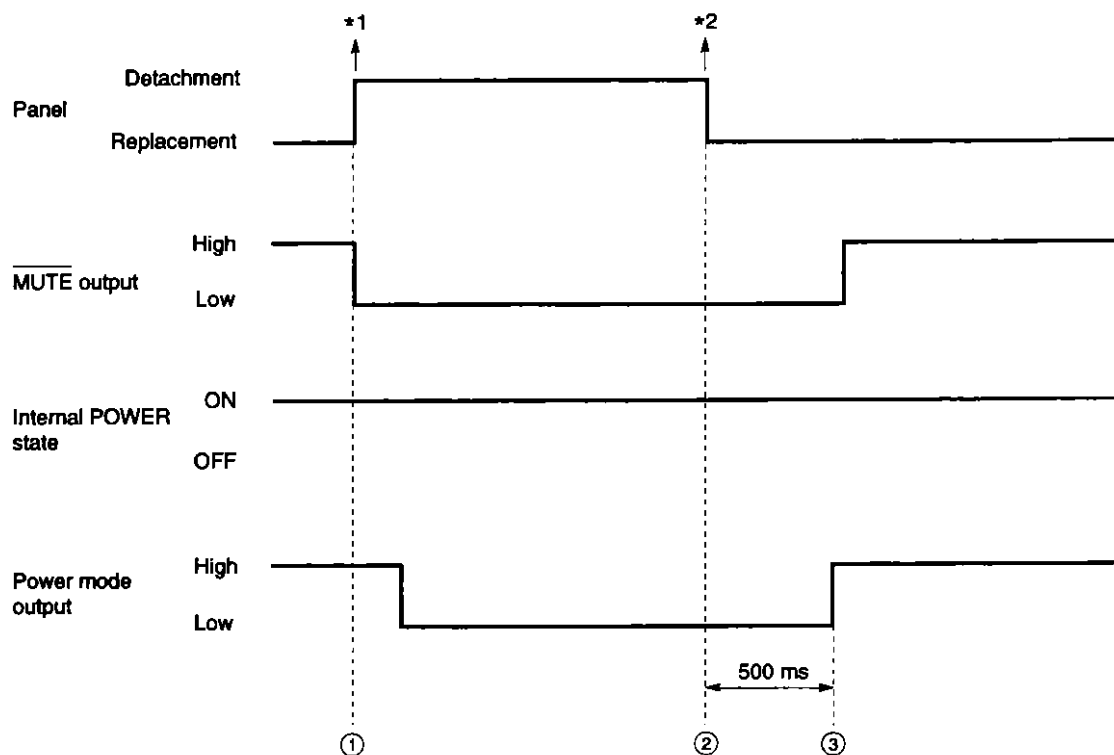 *1
*2
Panel
Detachment
Replacement
MUTE output
High
Low
Internal POWER
state
ON
OFF
Power mode
output
High
Low
500 ms
①
②
③